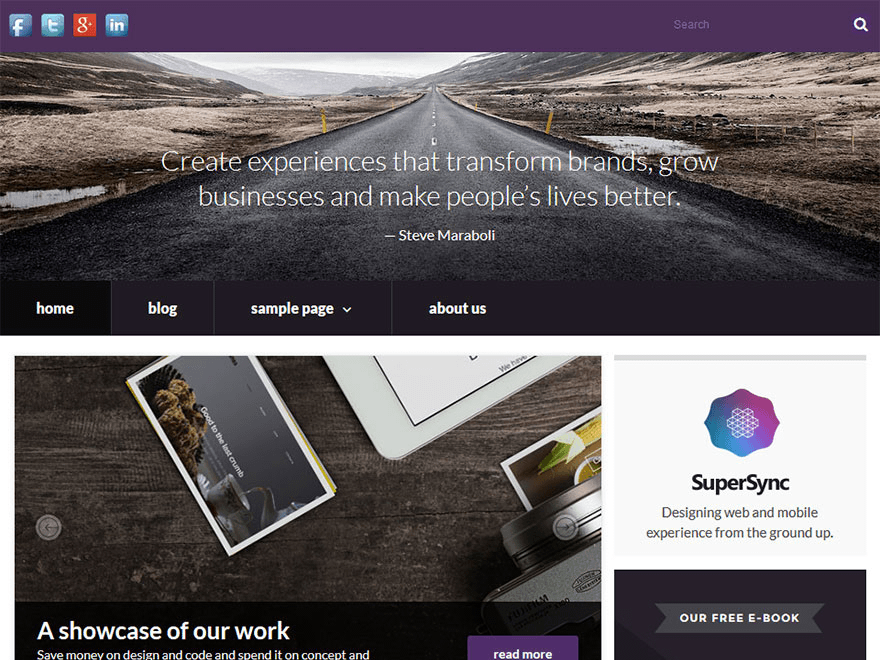 Search
Create experiences that transform brands, grow
businesses and make people’s lives better.
— Steve Maraboli
home
blog
sample page
about us
We have
Good to the last crumb
FUJIFILM
A showcase of our work
Save money on design and code and spend it on concept and
read more
SuperSync
Designing web and mobile
experience from the ground up.
OUR FREE E-BOOK